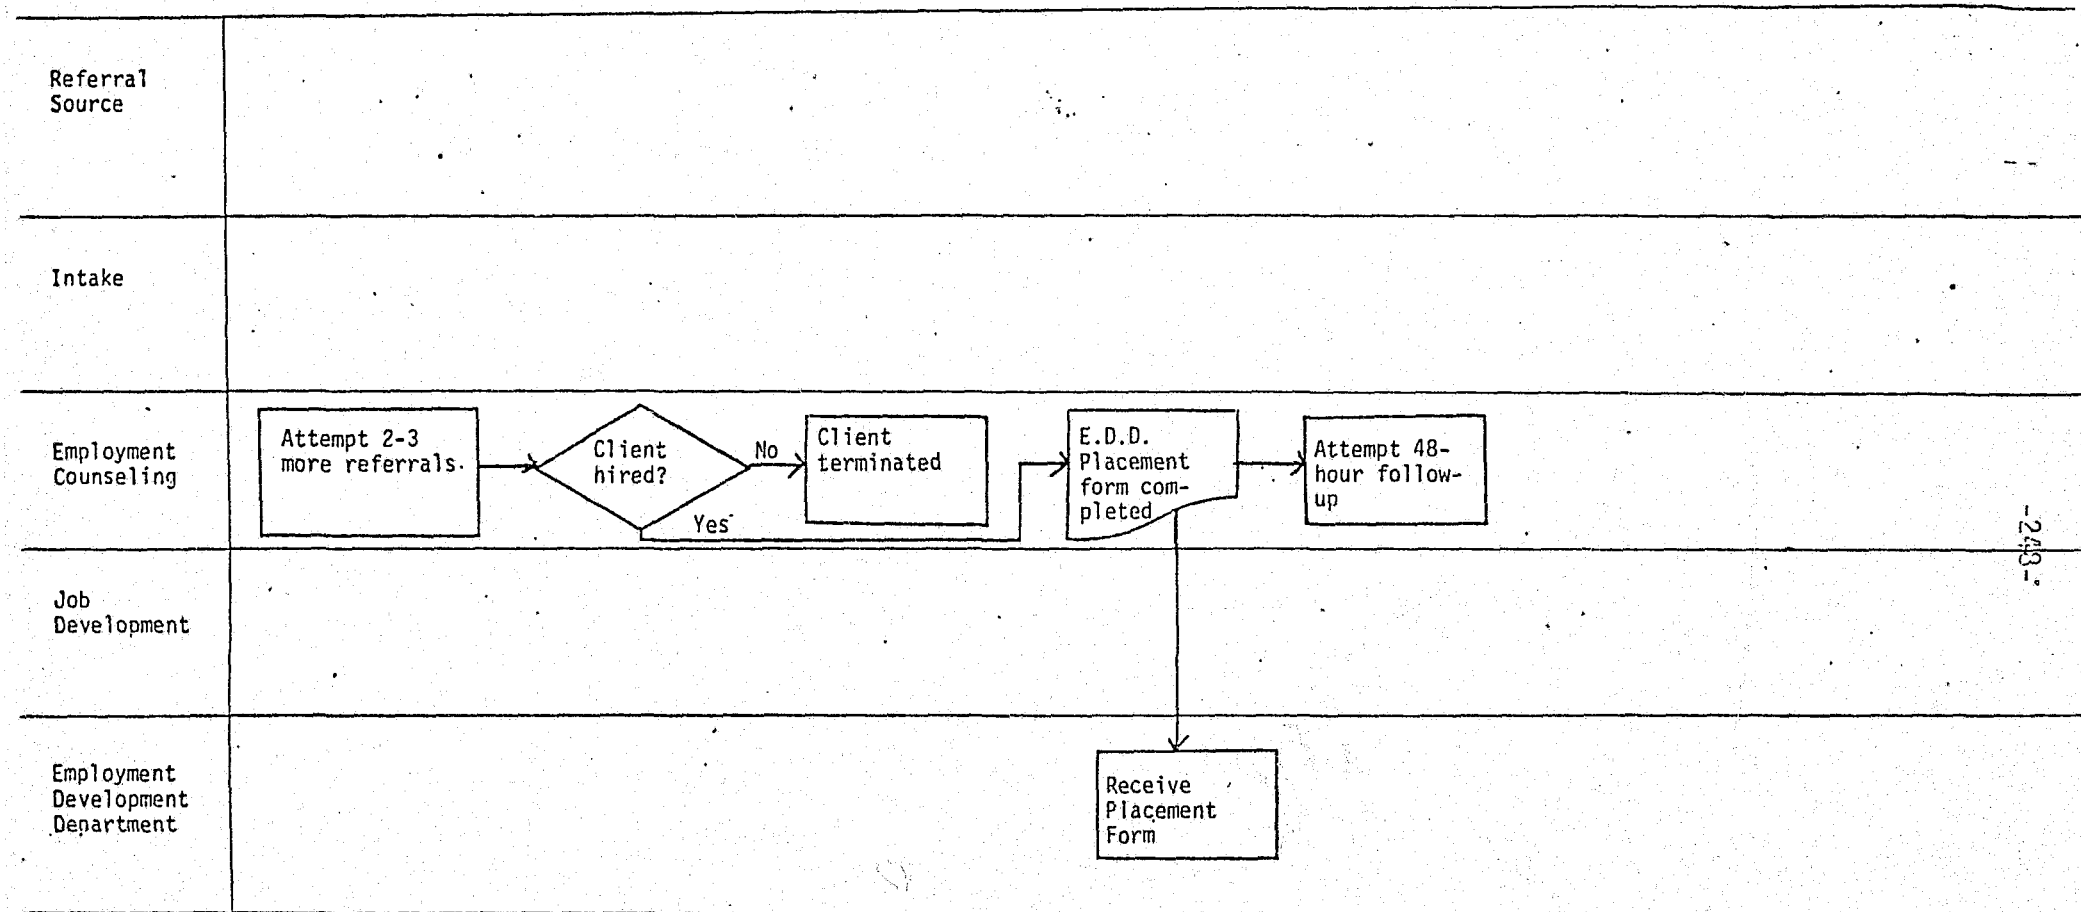 Referral
Source
Intake
Employment
Counseling
Attempt 2-3
more referrals.
Client
hired?
No
Yes
Client
terminated
E.D.D.
Placement
form com-
pleted
Attempt 48-
hour follow-
up
Job
Development
Employment
Development
Department
Receive
Placement
Form